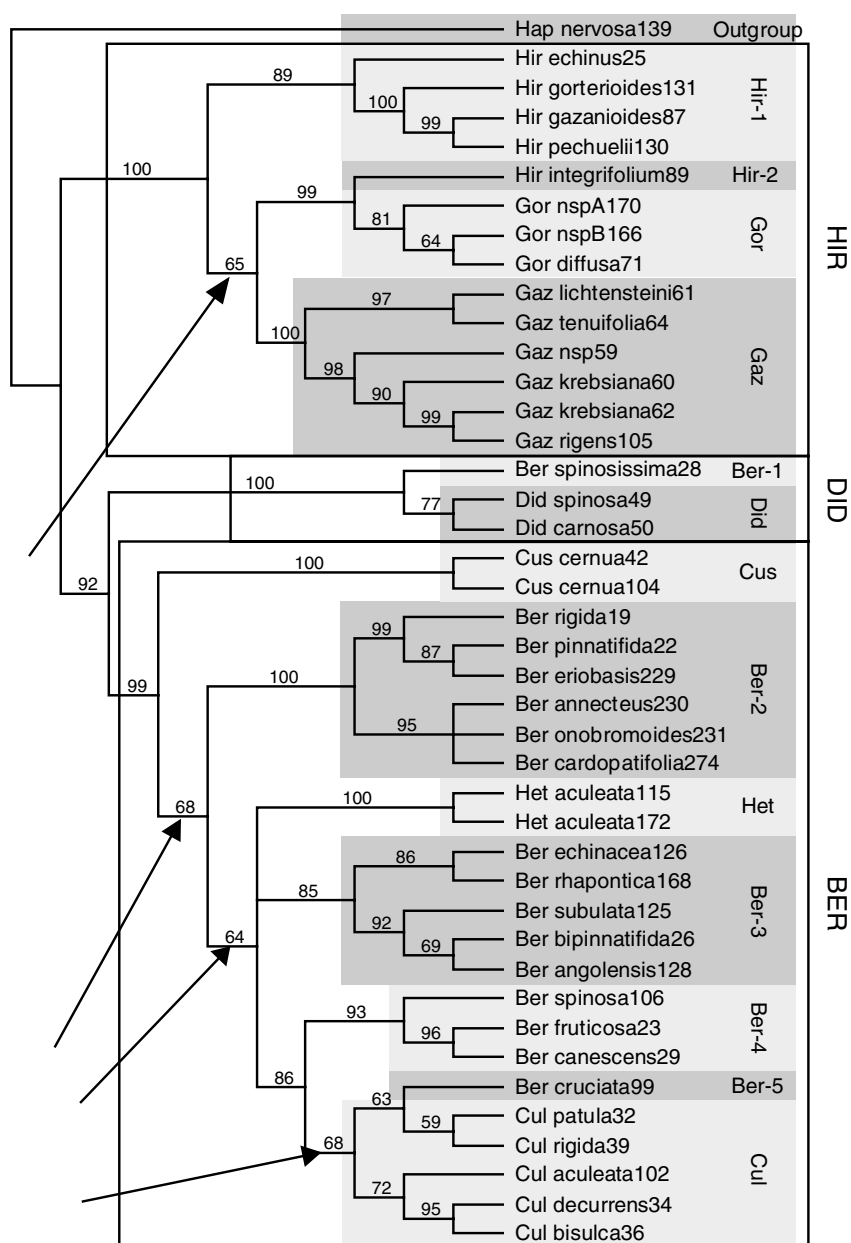 Hap nervosa139 Outgroup
Hir echinus25
89
Hir gorterioides131
100
Hir-1
Hir gazanioides87
99
Hir pechuelii130
100
Hir integrifolium89 Hir-2
99
Gor nspA170
81
Gor
Gor nspB166
64
HIR
Gor diffusa71
65
Gaz lichtensteini61
97
Gaz tenuifolia64
100
Gaz nsp59
98
Gaz
Gaz krebsiana60
90
Gaz krebsiana62
99
Gaz rigens105
Ber spinosissima28 Ber-1
100
Did spinosa49
77
Did
DID
Did carnosa50
Cus cernua42
100
Cus
92
Cus cernua104
Ber rigida19
99
Ber pinnatifida22
87
Ber eriobasis229
100
Ber-2
99
Ber annecteus230
95
Ber onobromoides231
Ber cardopatifolia274
Het aculeata115
100
Het
68
Het aculeata172
Ber echinacea126
86
Ber rhapontica168
85
Ber-3
BER
Ber subulata125
92
Ber bipinnatifida26
64
69
Ber angolensis128
Ber spinosa106
93
Ber fruticosa23
96
Ber-4
Ber canescens29
86
Ber cruciata99 Ber-5
63
Cul patula32
59
Cul rigida39
68
Cul
Cul aculeata102
72
Cul decurrens34
95
Cul bisulca36